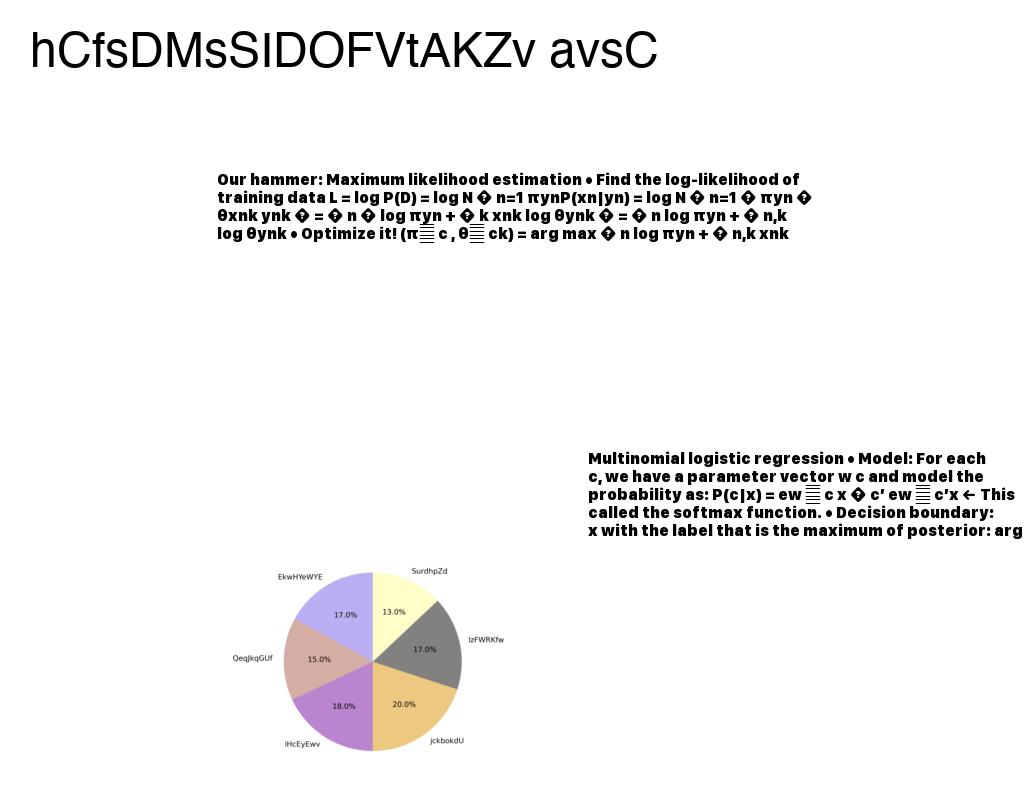 hCfsDMsSIDOFVtAKZv avsC
Our hammer: Maximum likelihood estimation • Find the log-likelihood of
training data L = log P(D) = log N � n=1 πynP(xn|yn) = log N � n=1 � πyn �
θxnk ynk � = � n � log πyn + � k xnk log θynk � = � n log πyn + � n,k
log θynk • Optimize it! (π c , θ ck) = arg max � n log πyn + � n,k xnk
Multinomial logistic regression • Model: For each
c, we have a parameter vector w c and model the
probability as: P(c|x) = ew c x � c′ ew c′x ← This
called the softmax function. • Decision boundary:
x with the label that is the maximum of posterior: arg
SurdhpZd
EkwHYeWYE
13.0%
17.0%
IzFWRKfw
17.0%
QeqJkqGUf
15.0%
18.0%
20.0%
jckbokdU
iHcEyEwv